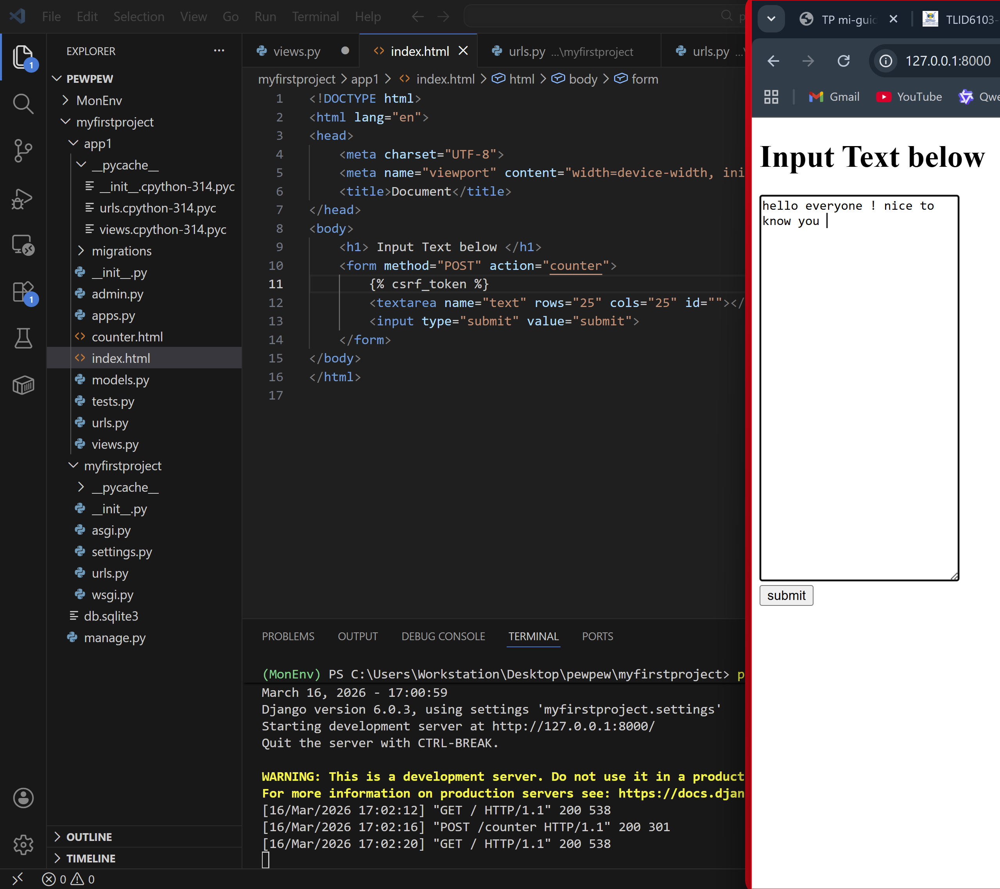 File Edit Selection View Go Run Terminal Help
EXPLORER
PEWPEW
MonEnv
myfirstproject
app1
__pycache__
__init__.cpython-314.pyc
urls.cpython-314.pyc
views.cpython-314.pyc
migrations
__init__.py
admin.py
apps.py
counter.html
index.html
models.py
tests.py
urls.py
views.py
myfirstproject
__pycache__
__init__.py
asgi.py
settings.py
urls.py
wsgi.py
db.sqlite3
manage.py
OUTLINE
TIMELINE
0 0
1
1
views.py index.html urls.py ...\myfirstproject urls.py ...\
myfirstproject > app1 > index.html > html > body > form
1 <!DOCTYPE html>
2 <html lang="en">
3 <head>
4 <meta charset="UTF-8">
5 <meta name="viewport" content="width=device-width, ini
6 <title>Document</title>
7 </head>
8 <body>
9 <h1> Input Text below </h1>
10 <form method="POST" action="counter">
11 {% csrf_token %}
12 <textarea name="text" rows="25" cols="25" id=""></
13 <input type="submit" value="submit">
14 </form>
15 </body>
16 </html>
17
PROBLEMS OUTPUT DEBUG CONSOLE TERMINAL PORTS
(MonEnv) PS C:\Users\Workstation\Desktop\pewpew\myfirstproject> p
March 16, 2026 - 17:00:59
Django version 6.0.3, using settings 'myfirstproject.settings'
Starting development server at http://127.0.0.1:8000/
Quit the server with CTRL-BREAK.
WARNING: This is a development server. Do not use it in a product
For more information on production servers see: https://docs.djan
[16/Mar/2026 17:02:12] "GET / HTTP/1.1" 200 538
[16/Mar/2026 17:02:16] "POST /counter HTTP/1.1" 200 301
[16/Mar/2026 17:02:20] "GET / HTTP/1.1" 200 538
TP mi-guid TLID6103-
127.0.0.1:8000
Gmail YouTube Qwe
Input Text below
hello everyone ! nice to
know you
submit